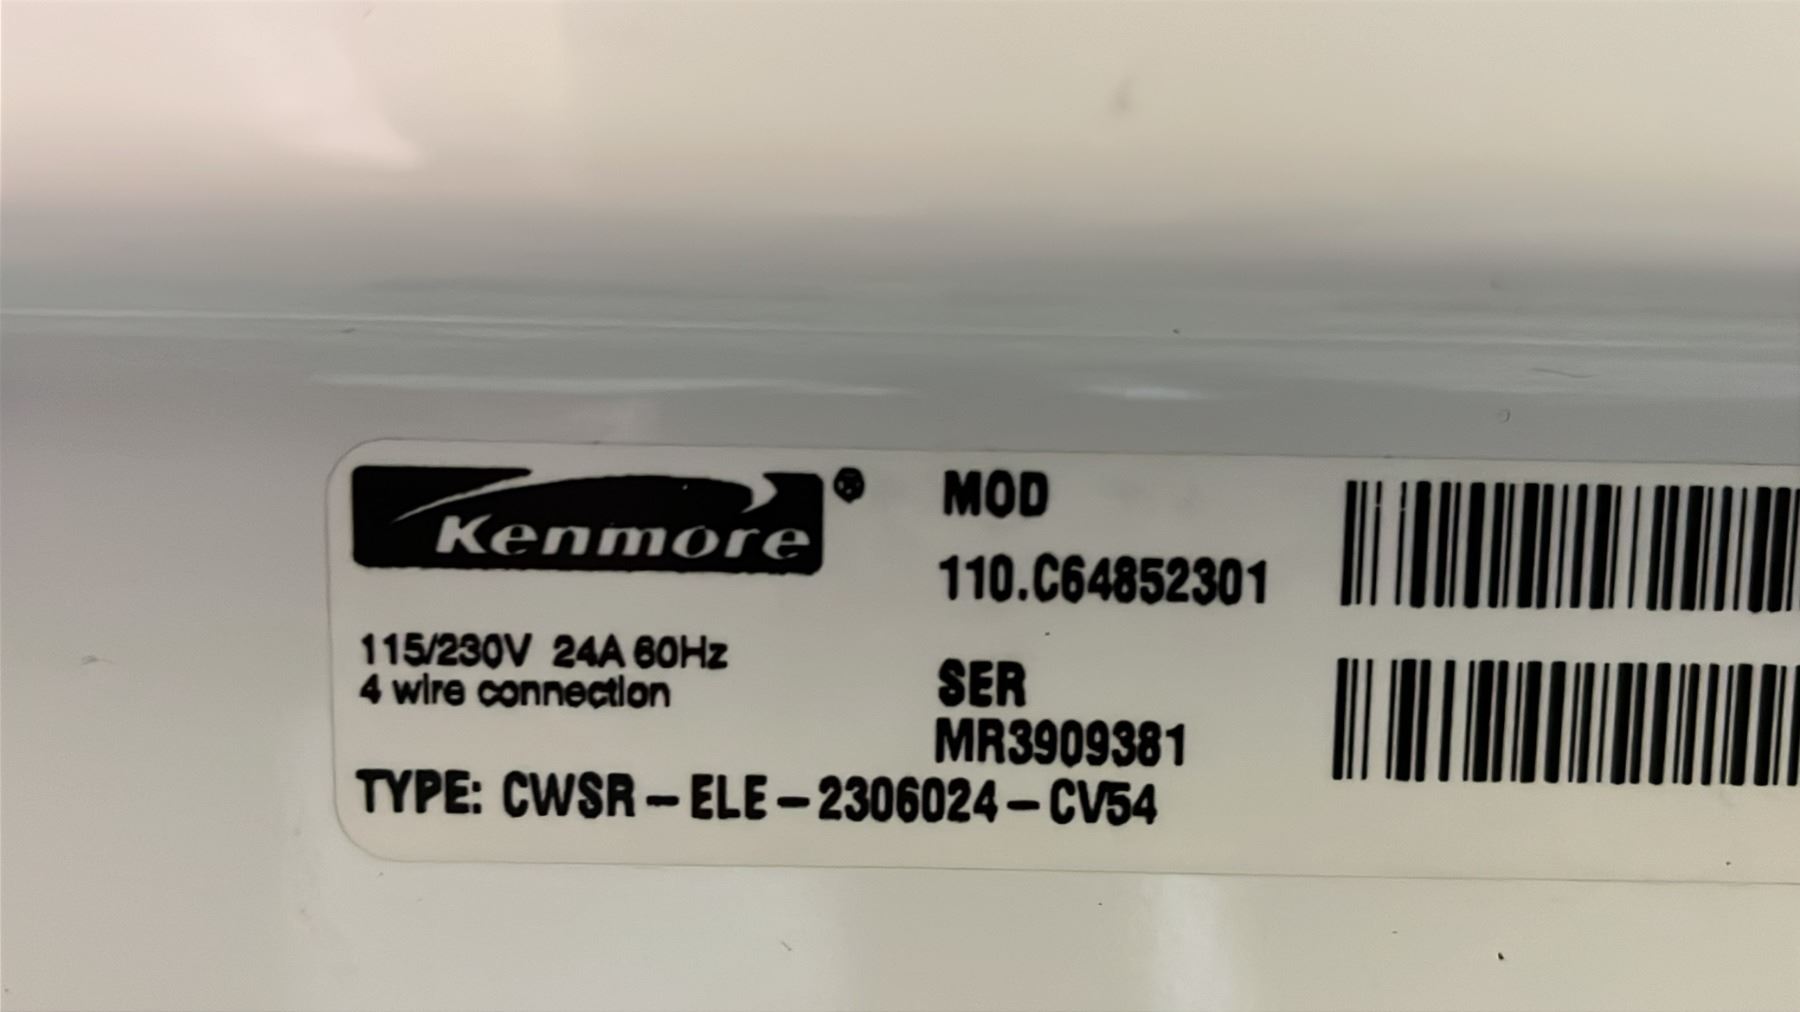 Kenmore®
MOD
110.C64852301
115/230V 24A 60Hz
4 wire connection
SER
MR3909381
TYPE: CWSR-ELE-2306024-CV54